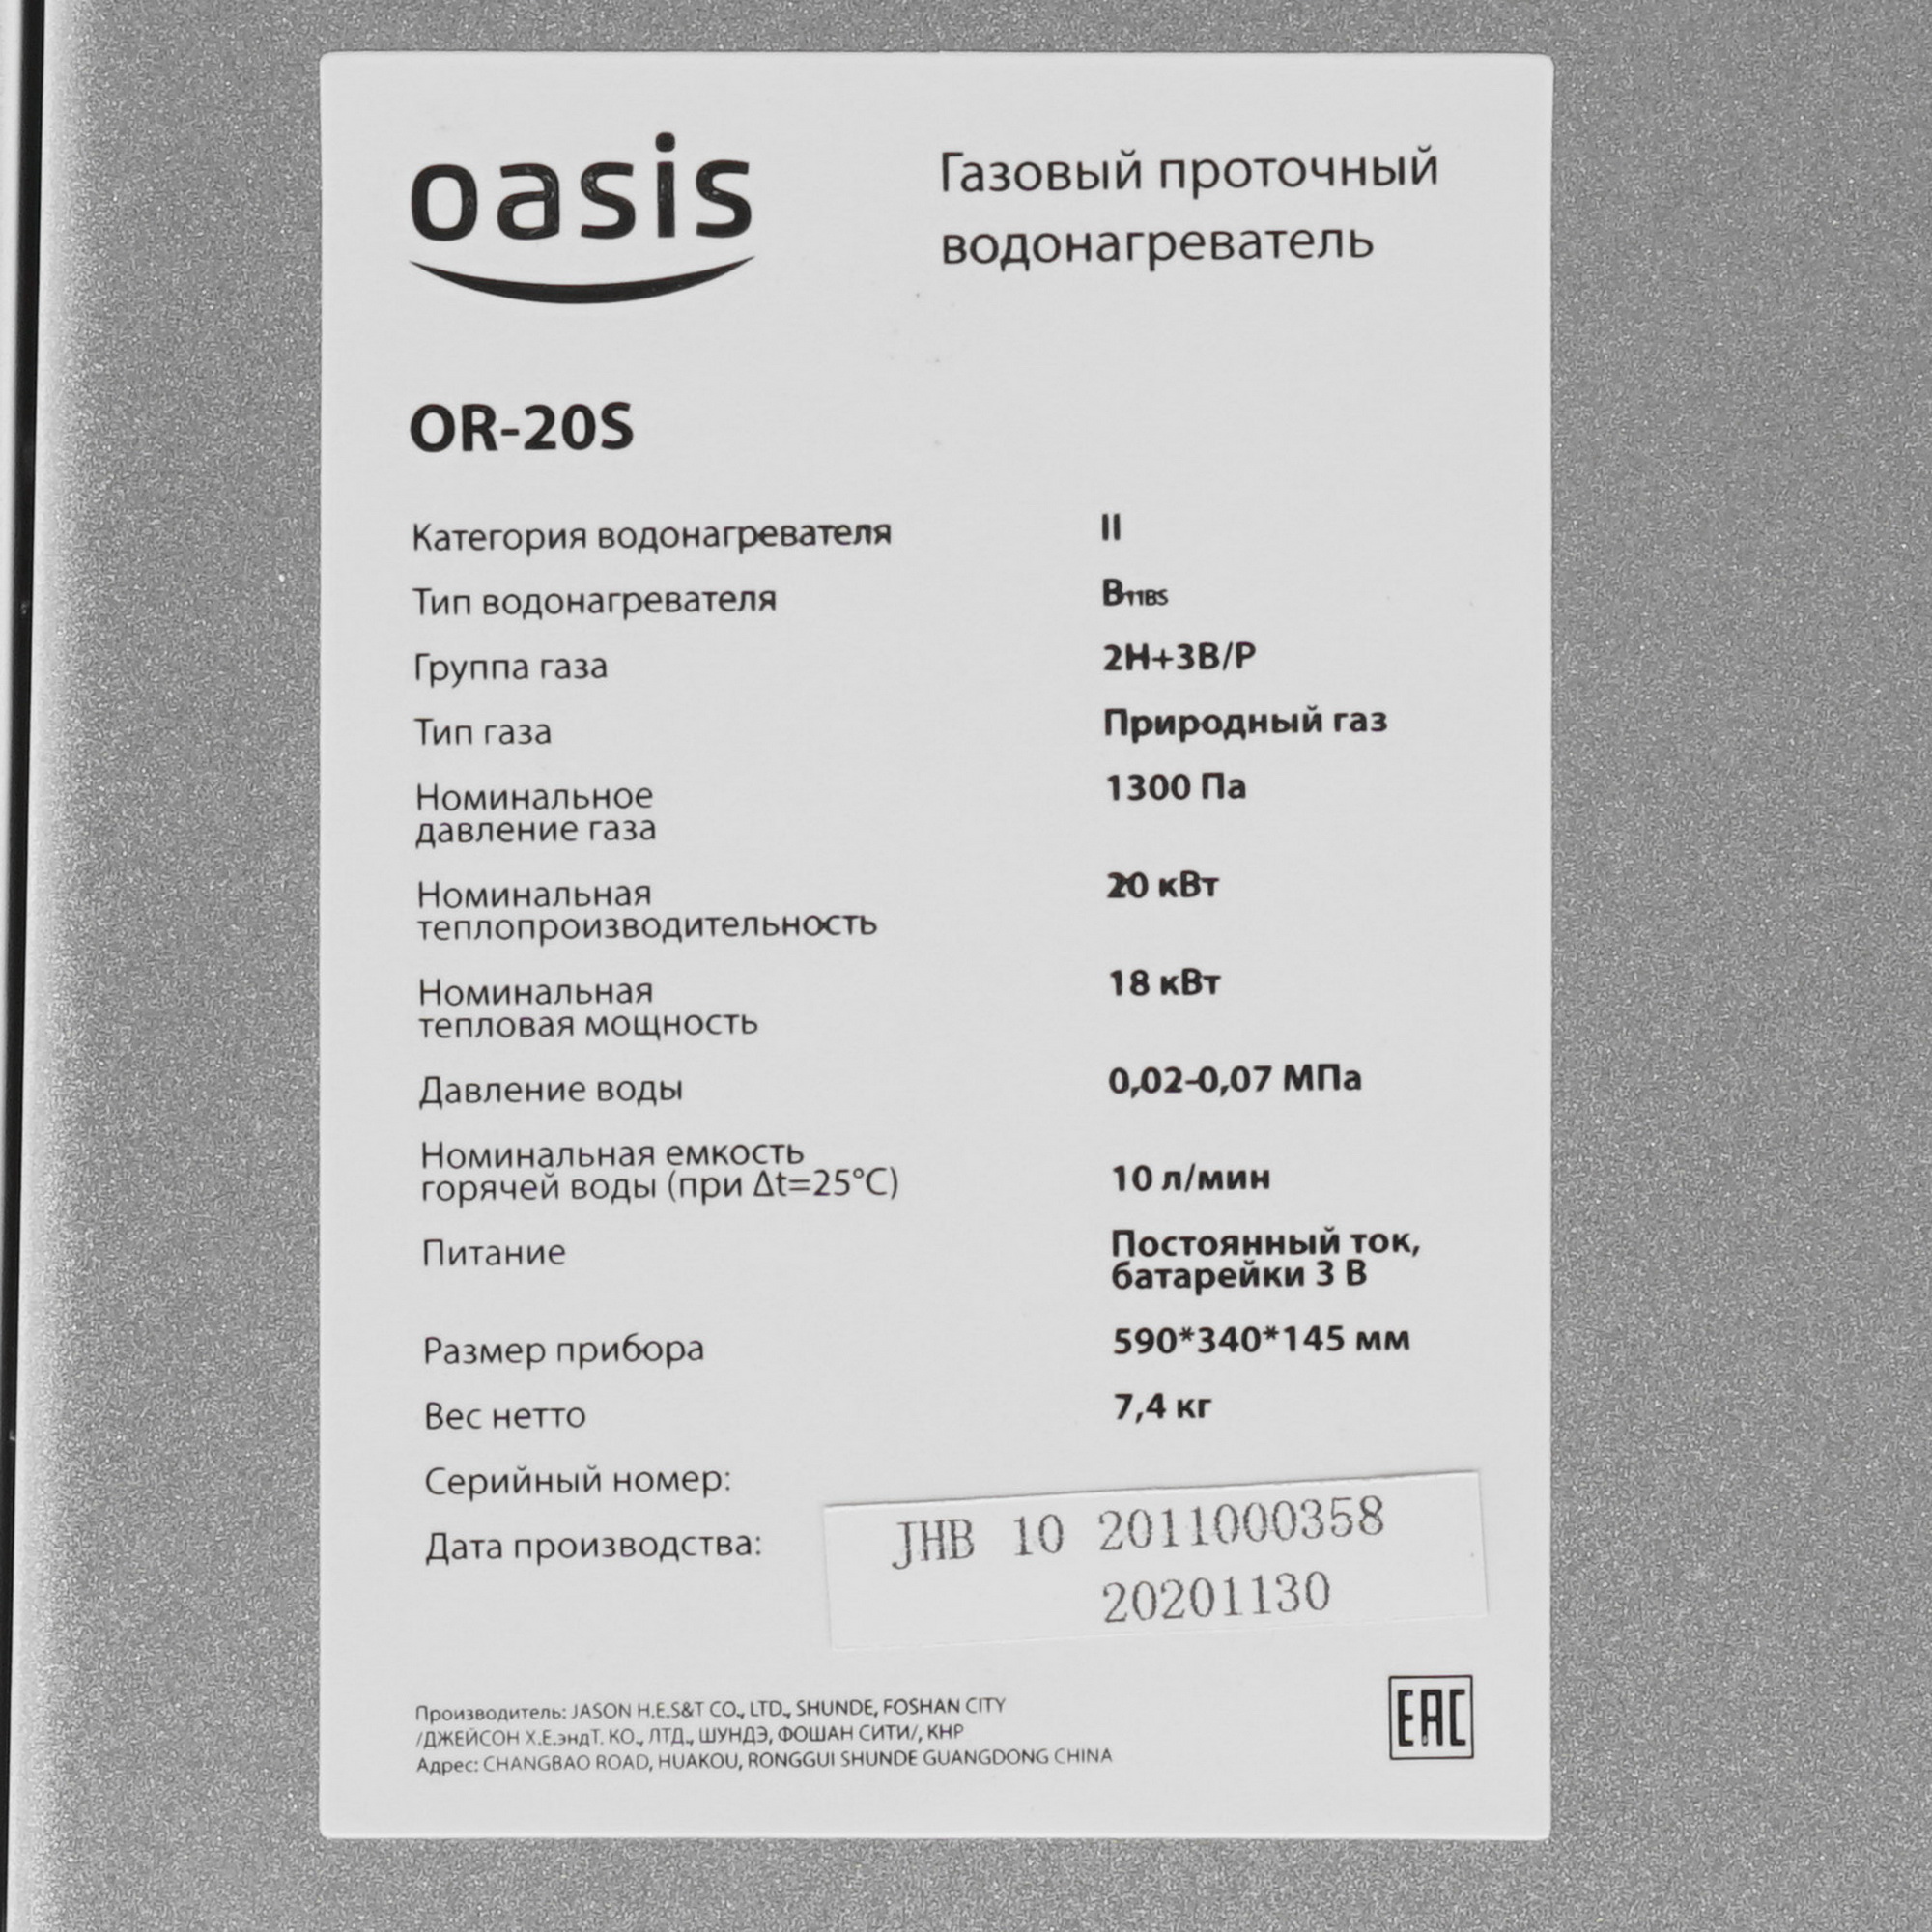 oasis
Газовый проточный
водонагреватель
OR-20S
Категория водонагревателя II
Тип водонагревателя B11BS
Группа газа 2H+3B/P
Тип газа Природный газ
Номинальное
давление газа 1300 Па
Номинальная
теплопроизводительность 20 кВт
Номинальная
тепловая мощность 18 кВт
Давление воды 0,02-0,07 МПа
Номинальная емкость
горячей воды (при Δt=25°C) 10 л/мин
Питание Постоянный ток,
батарейки 3 В
Размер прибора 590*340*145 мм
Вес нетто 7,4 кг
Серийный номер:
JHB 10 2011000358
Дата производства:
20201130
Производитель: JASON H.E.S&T CO., LTD., SHUNDE, FOSHAN CITY
/ДЖЕЙСОН Х.Е.эндТ. КО., ЛТД., ШУНДЭ, ФОШАН СИТИ/, КНР
Адрес: CHANGBAO ROAD, HUAKOU, RONGGUI SHUNDE GUANGDONG CHINA
EAC